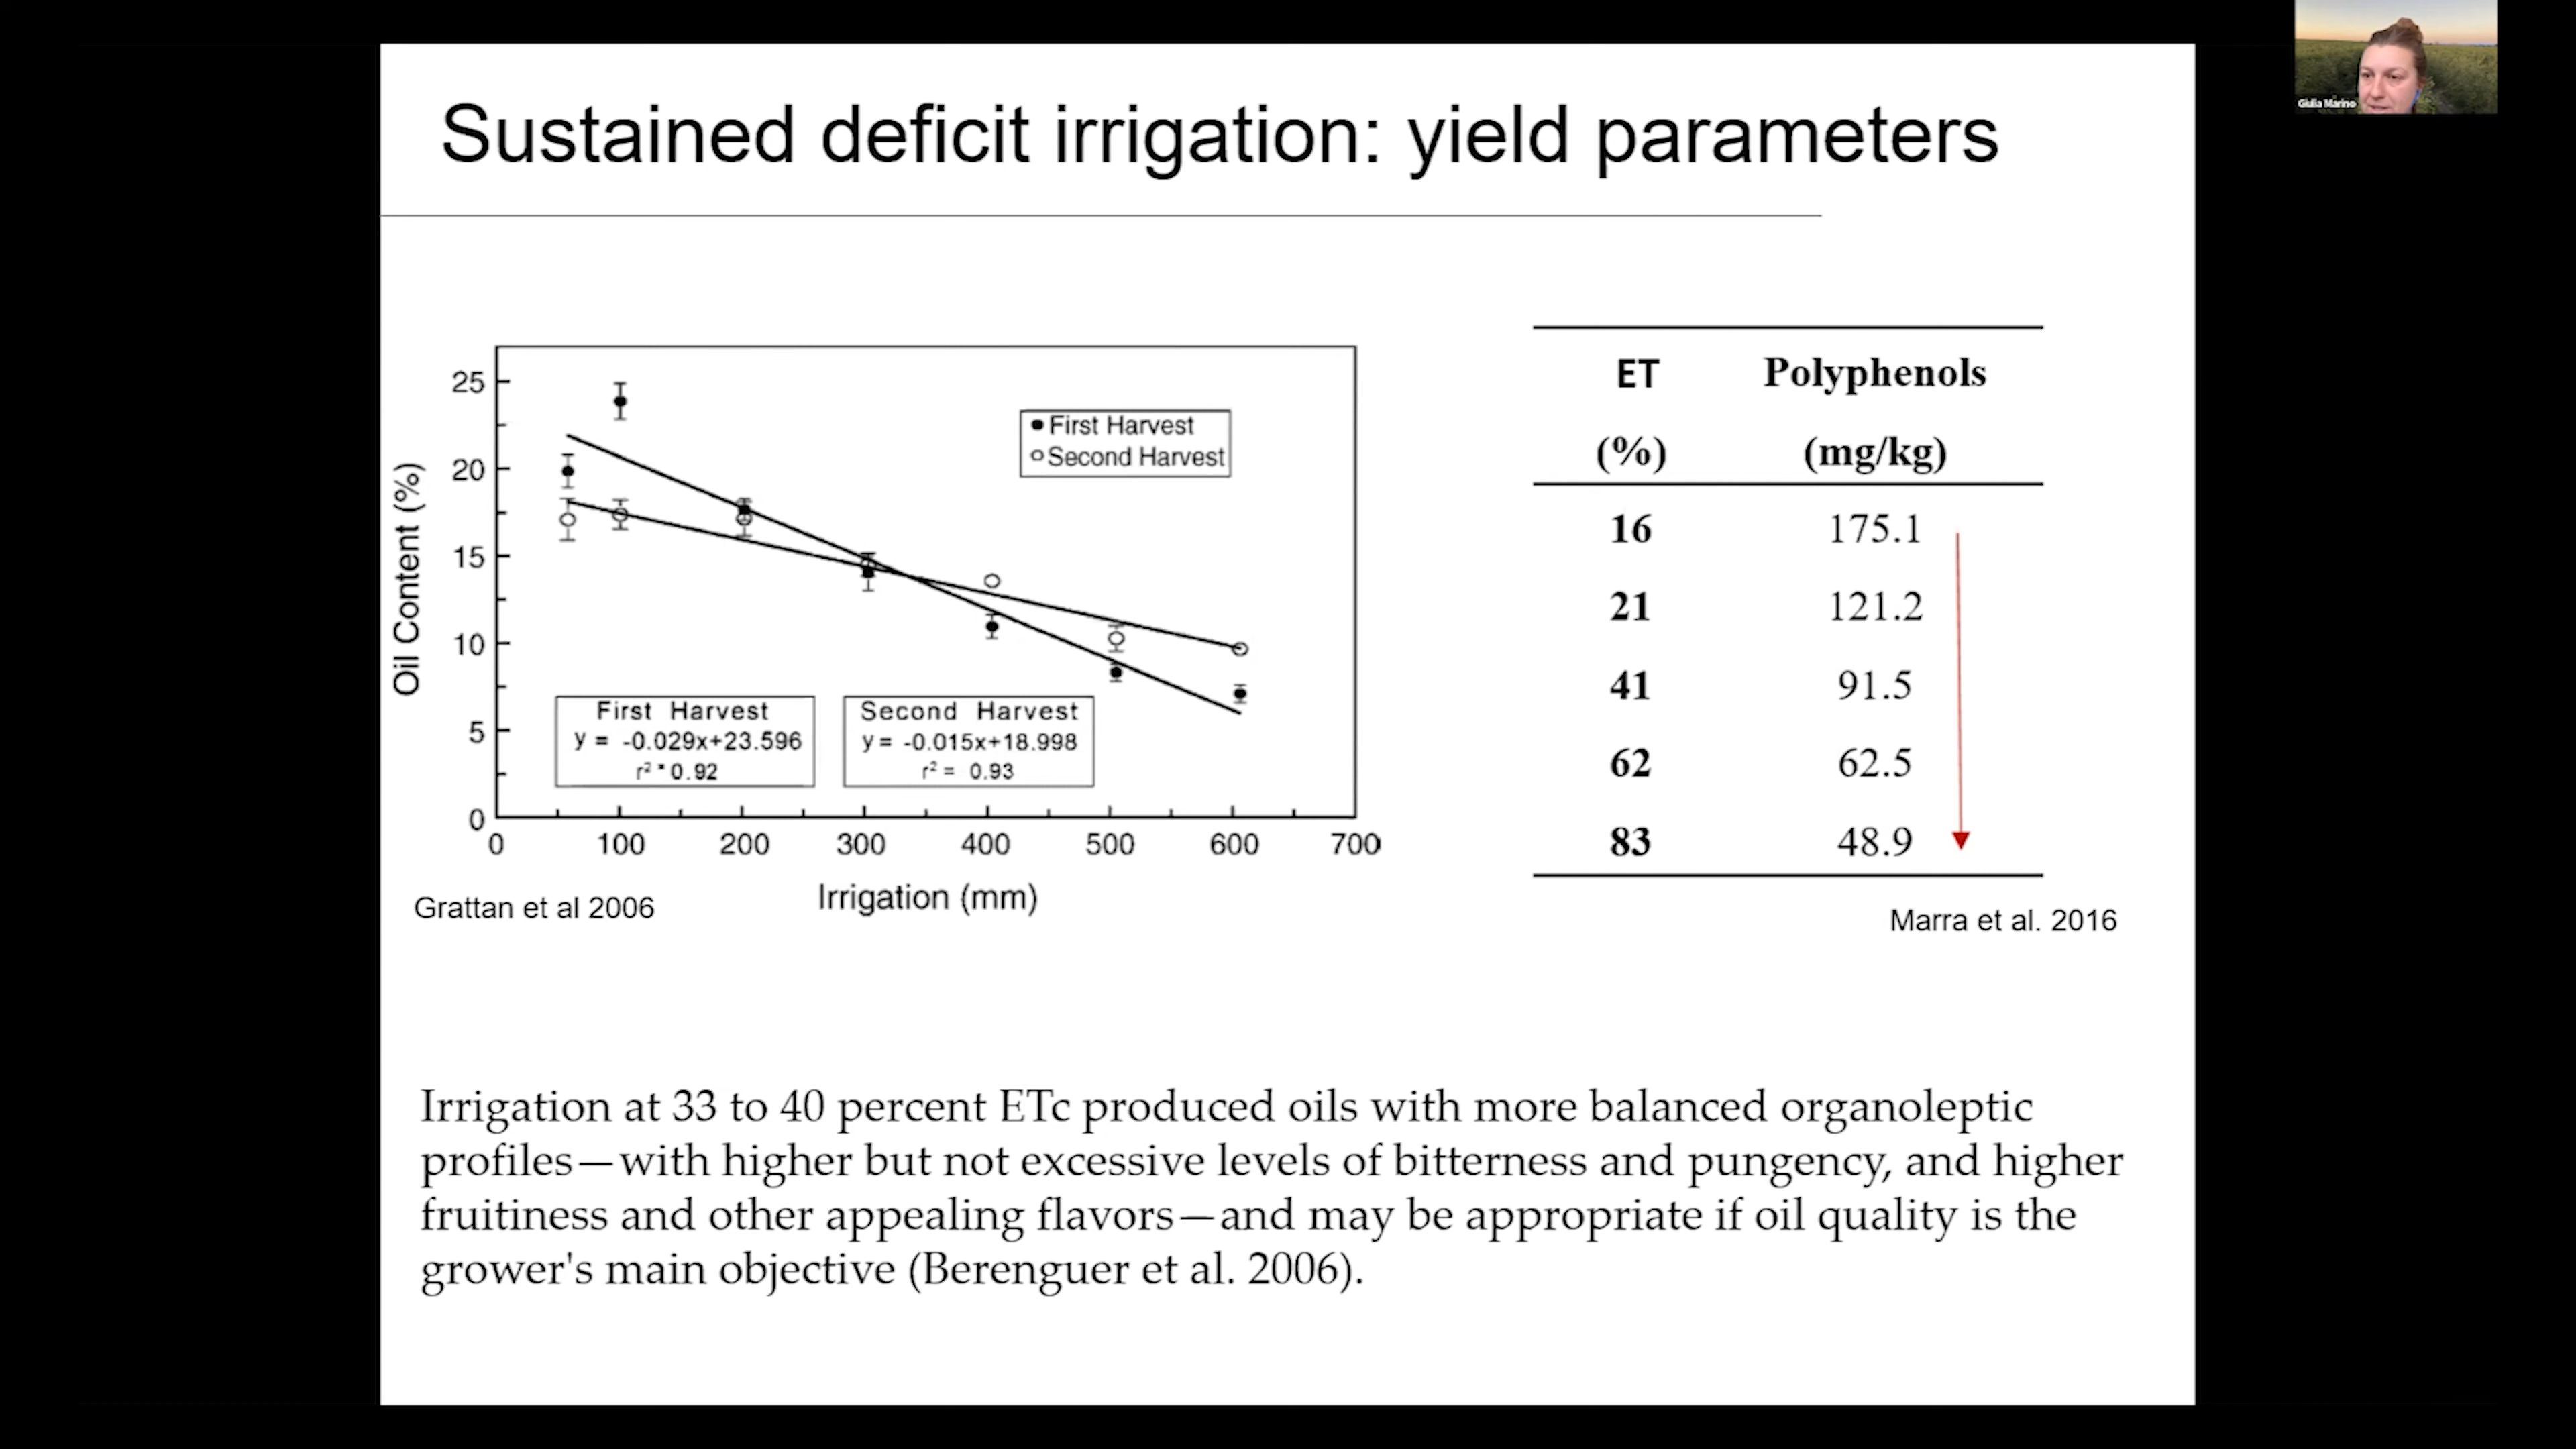 Giulia Marino
Sustained deficit irrigation: yield parameters
25
20
15
10
5
0
Oil Content (%)
First Harvest
Second Harvest
First Harvest
y = -0.029x+23.596
r² = 0.92
Second Harvest
y = -0.015x+18.998
r² = 0.93
0 100 200 300 400 500 600 700
Irrigation (mm)
Grattan et al 2006
ET Polyphenols
(%) (mg/kg)
16 175.1
21 121.2
41 91.5
62 62.5
83 48.9
Marra et al. 2016
Irrigation at 33 to 40 percent ETc produced oils with more balanced organoleptic
profiles—with higher but not excessive levels of bitterness and pungency, and higher
fruitiness and other appealing flavors—and may be appropriate if oil quality is the
grower's main objective (Berenguer et al. 2006).